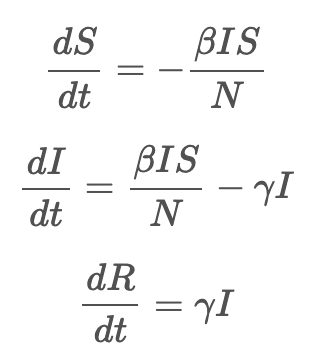 dS/dt = −βIS/N
dI/dt = βIS/N − γI
dR/dt = γI